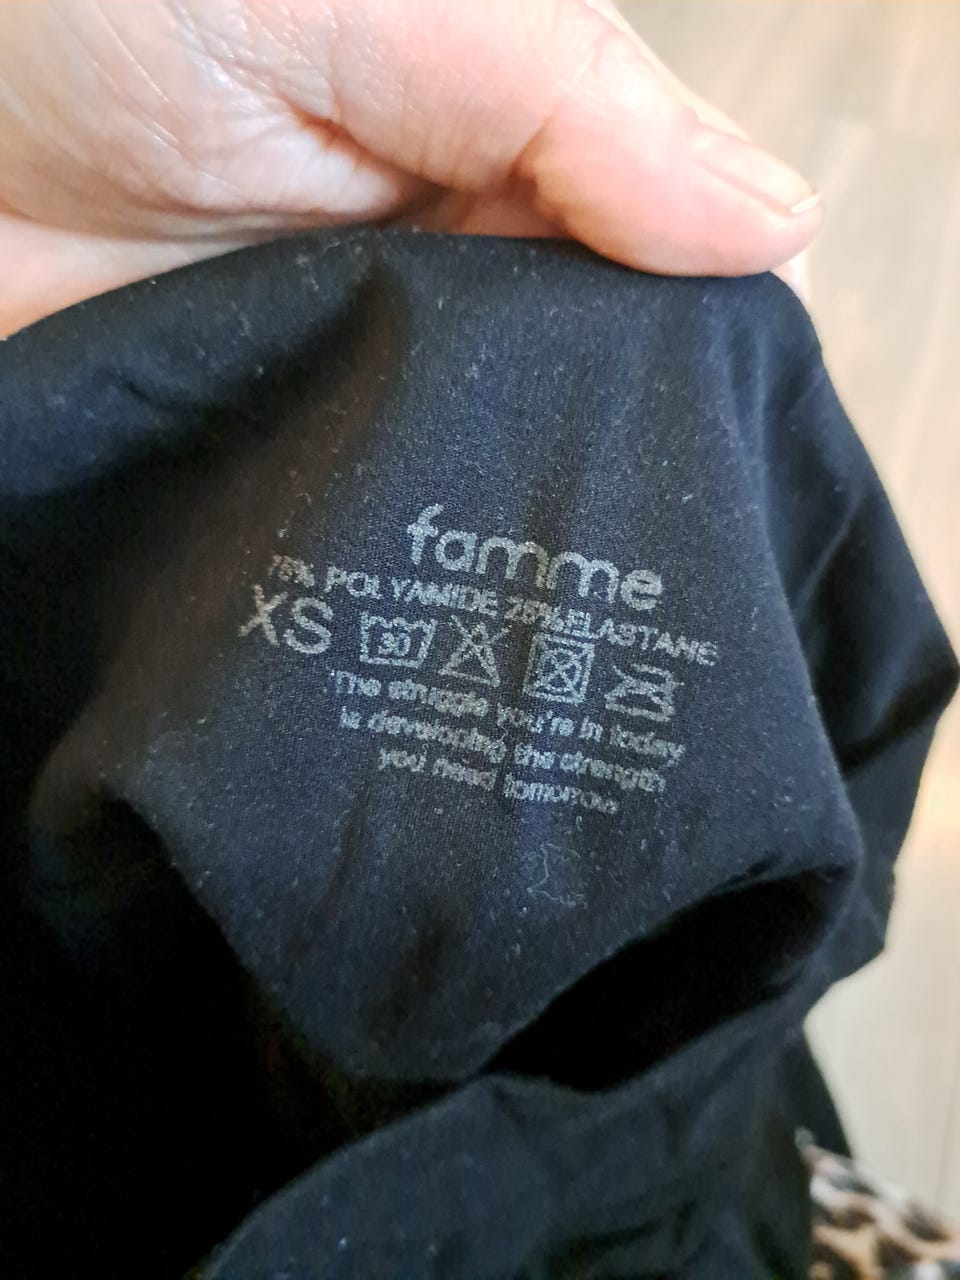 famme
75% POLYAMIDE 25% ELASTANE
XS
30
The struggle you're in today
is developing the strength
you need tomorrow